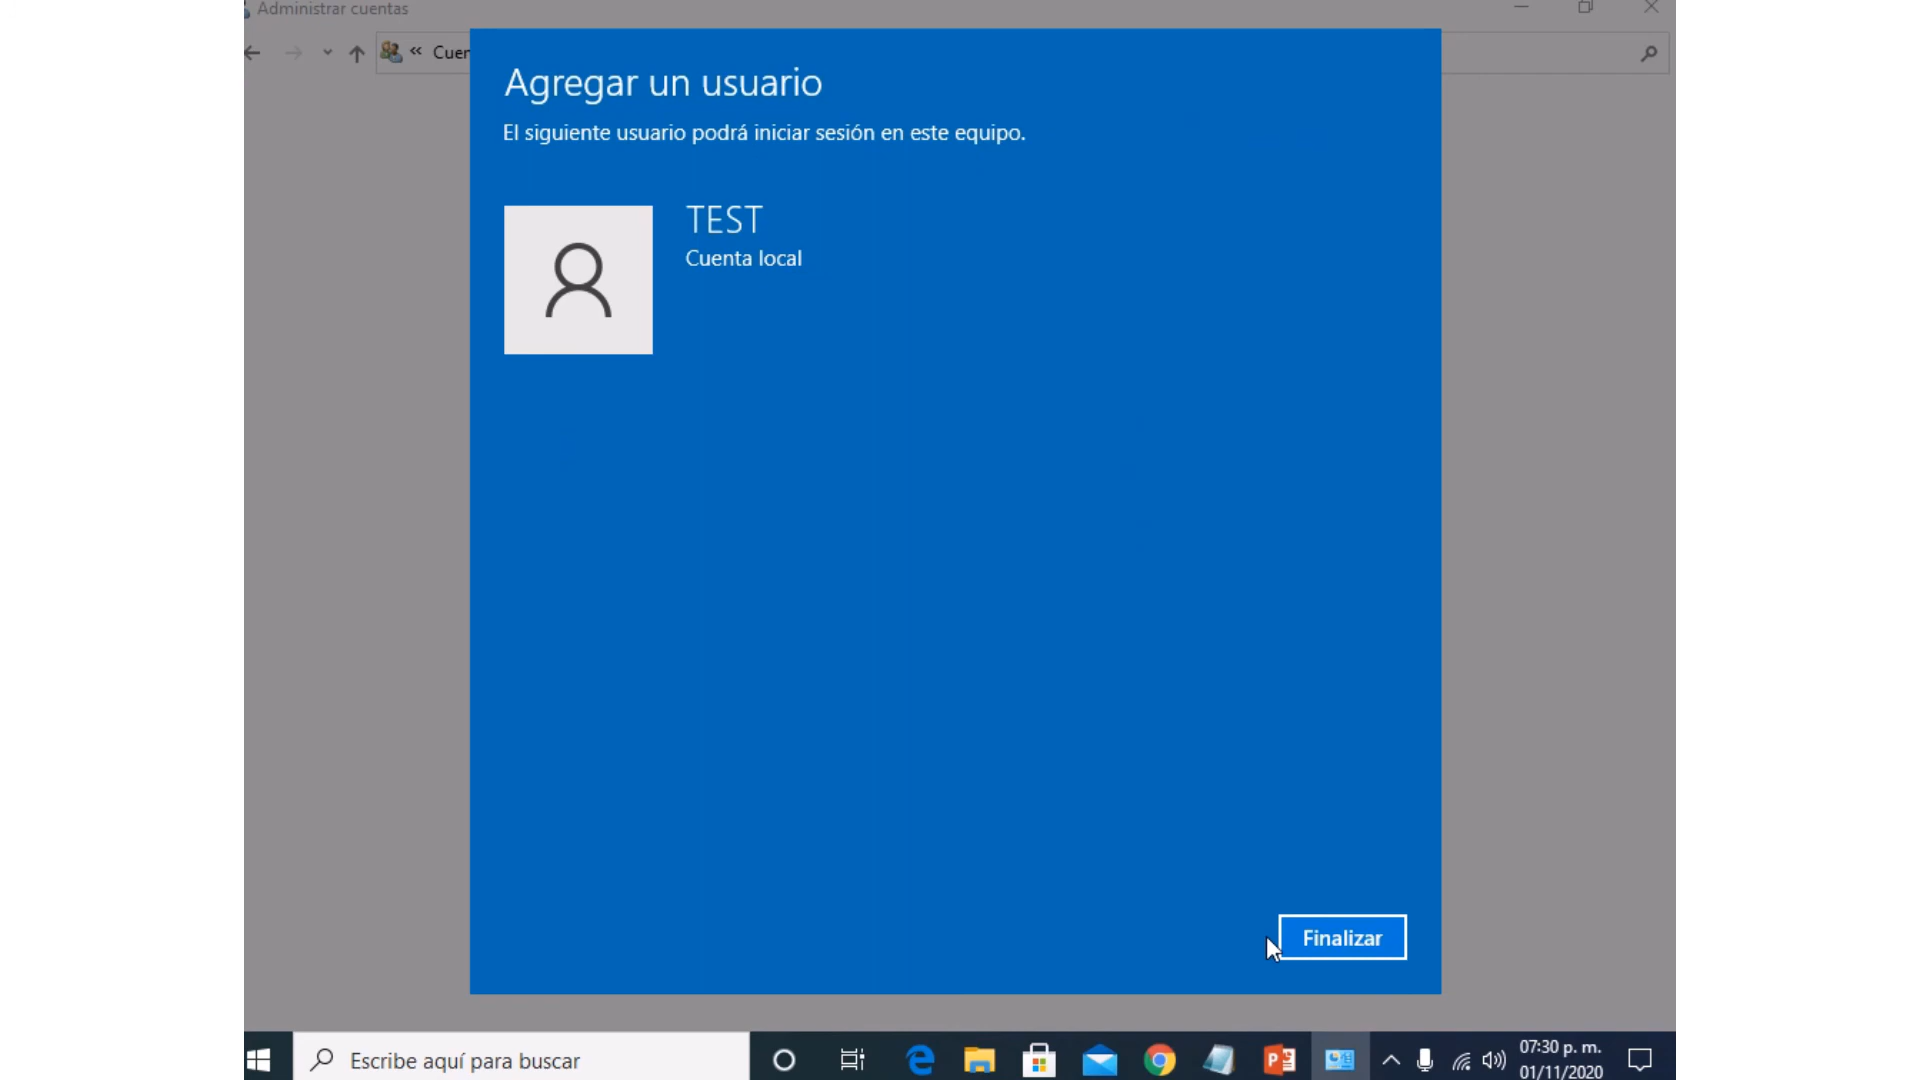 Administrar cuentas
« Cuen
Agregar un usuario
El siguiente usuario podrá iniciar sesión en este equipo.
TEST
Cuenta local
Finalizar
Escribe aquí para buscar
07:30 p. m.
01/11/2020